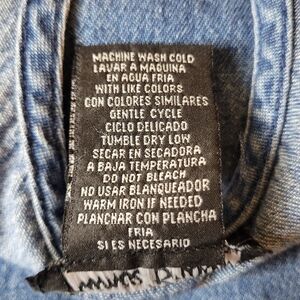 MACHINE WASH COLD
LAVAR A MAQUINA
EN AGUA FRIA
WITH LIKE COLORS
CON COLORES SIMILARES
GENTLE CYCLE
CICLO DELICADO
TUMBLE DRY LOW
SECAR EN SECADORA
A BAJA TEMPERATURA
DO NOT BLEACH
NO USAR BLANQUEADOR
WARM IRON IF NEEDED
PLANCHAR CON PLANCHA
FRIA
SI ES NECESARIO